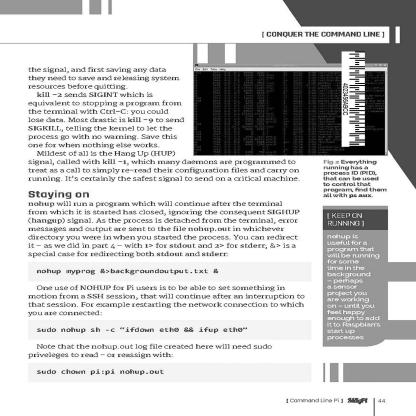 [ CONQUER THE COMMAND LINE ]
the signal, and first saving any data
they need to save and releasing system
resources before quitting.
kill −2 sends SIGINT which is
equivalent to stopping a program from
the terminal with Ctrl-C: you could
lose data. Most drastic is kill −9 to send
SIGKILL, telling the kernel to let the
process go with no warning. Save this
one for when nothing else works.
Mildest of all is the Hang Up (HUP)
signal, called with kill −1, which many daemons are programmed to
treat as a call to simply re-read their configuration files and carry on
running. It's certainly the safest signal to send on a critical machine.
Staying on
nohup will run a program which will continue after the terminal
from which it is started has closed, ignoring the consequent SIGHUP
(hangup) signal. As the process is detached from the terminal, error
messages and output are sent to the file nohup.out in whichever
directory you were in when you started the process. You can redirect
it – as we did in part 4 – with 1> for stdout and 2> for stderr; &> is a
special case for redirecting both stdout and stderr:
nohup myprog &>backgroundoutput.txt &
One use of NOHUP for Pi users is to be able to set something in
motion from a SSH session, that will continue after an interruption to
that session. For example restarting the network connection to which
you are connected:
sudo nohup sh -c "ifdown eth0 && ifup eth0"
Note that the nohup.out log file created here will need sudo
priveleges to read – or reassign with:
sudo chown pi:pi nohup.out
Everything
running has a
process ID (PID),
that can be used
to control that
program, find them
all with ps aux.
[ KEEP ON
RUNNING ]
nohup is
useful for a
program that
will be running
for some
time in the
background
– perhaps
a sensor
project you
are working
on – until you
feel happy
enough to add
it to Raspbian's
start up
processes
[ Command Line Pi ]
44